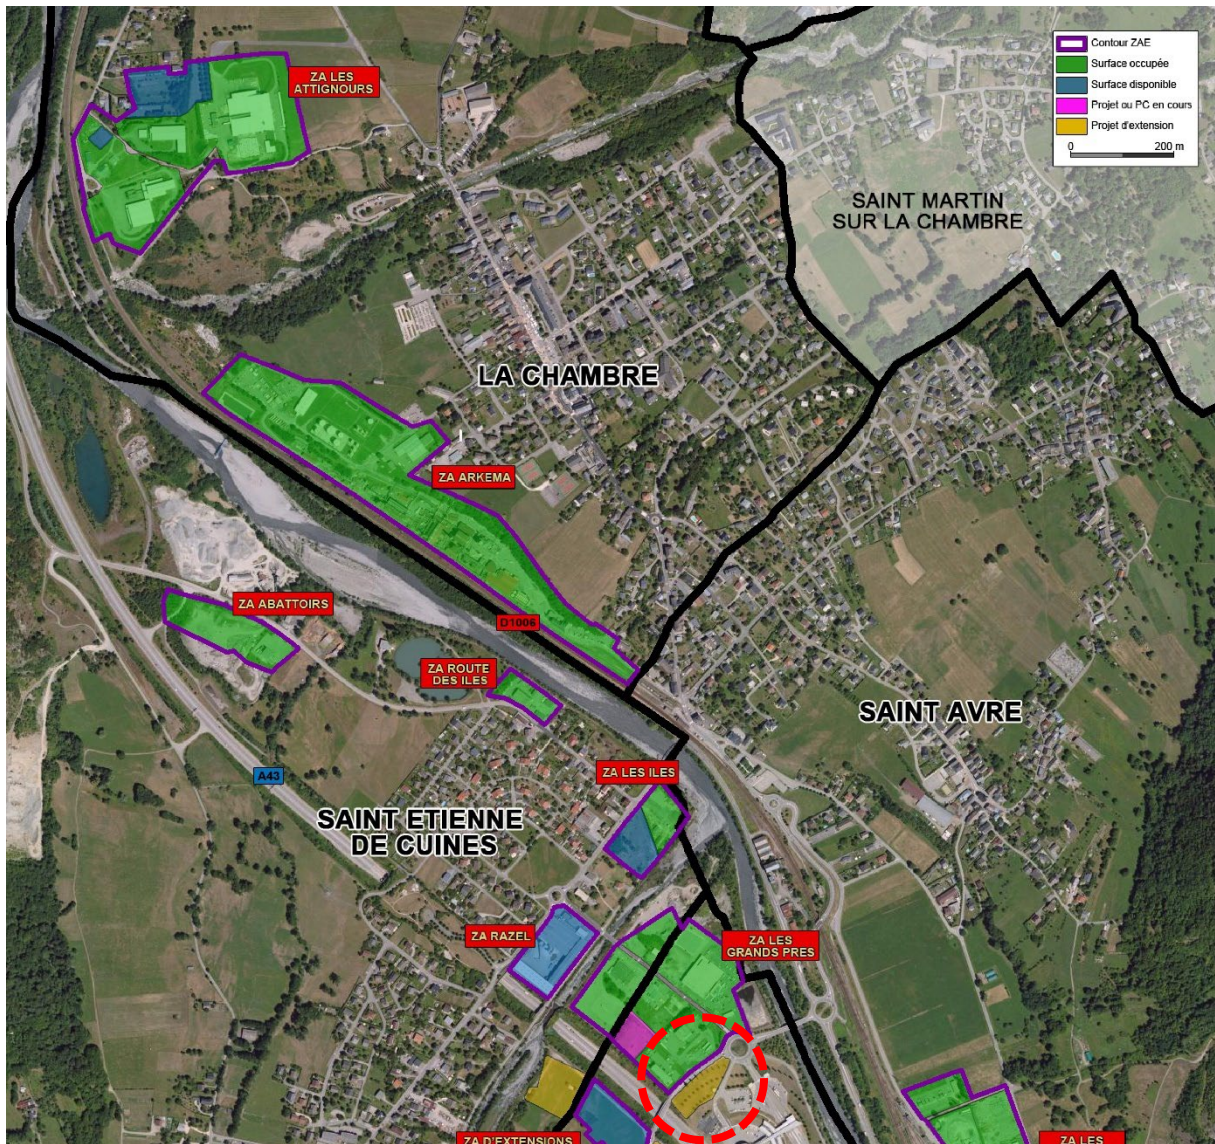 Contour ZAE
Surface occupée
Surface disponible
Projet ou PC en cours
Projet d'extension
0 200 m
ZA LES
ATTIGNOURS
SAINT MARTIN
SUR LA CHAMBRE
LA CHAMBRE
ZA ARKEMA
ZA ABATTOIRS
D1006
ZA ROUTE
DES ILES
SAINT AVRE
ZA LES ILES
A43
SAINT ETIENNE
DE CUINES
ZA RAZEL
ZA LES
GRANDS PRES
ZA D'EXTENSIONS
ZA LES